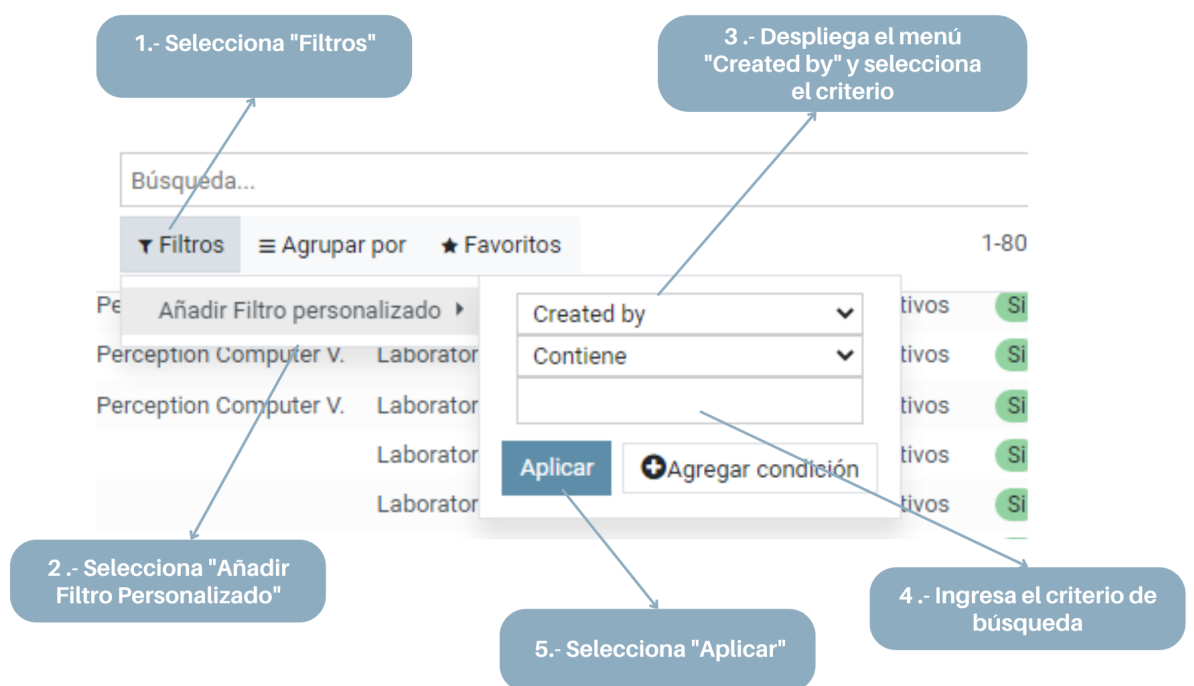 1.- Selecciona "Filtros"
3 .- Despliega el menú
"Created by" y selecciona
el criterio
Búsqueda...
Filtros Agrupar por Favoritos 1-80
Añadir Filtro personalizado
Created by
Contiene
Aplicar Agregar condición
Pe tivos Si
Perception Computer V. Laborator tivos Si
Perception Computer V. Laborator tivos Si
Laborator tivos Si
Laborator tivos Si
2 .- Selecciona "Añadir
Filtro Personalizado"
4 .- Ingresa el criterio de
búsqueda
5.- Selecciona "Aplicar"